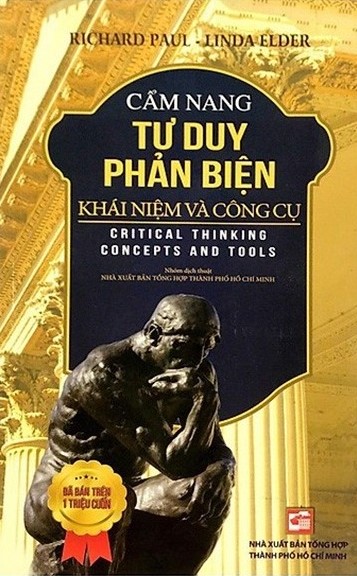 RICHARD PAUL - LINDA ELDER
CẨM NANG
TƯ DUY
PHẢN BIỆN
KHÁI NIỆM VÀ CÔNG CỤ
CRITICAL THINKING
CONCEPTS AND TOOLS
Nhóm dịch thuật
NHÀ XUẤT BẢN TỔNG HỢP THÀNH PHỐ HỒ CHÍ MINH
ĐÃ BÁN TRÊN
1 TRIỆU CUỐN
NHÀ XUẤT BẢN TỔNG HỢP
THÀNH PHỐ HỒ CHÍ MINH